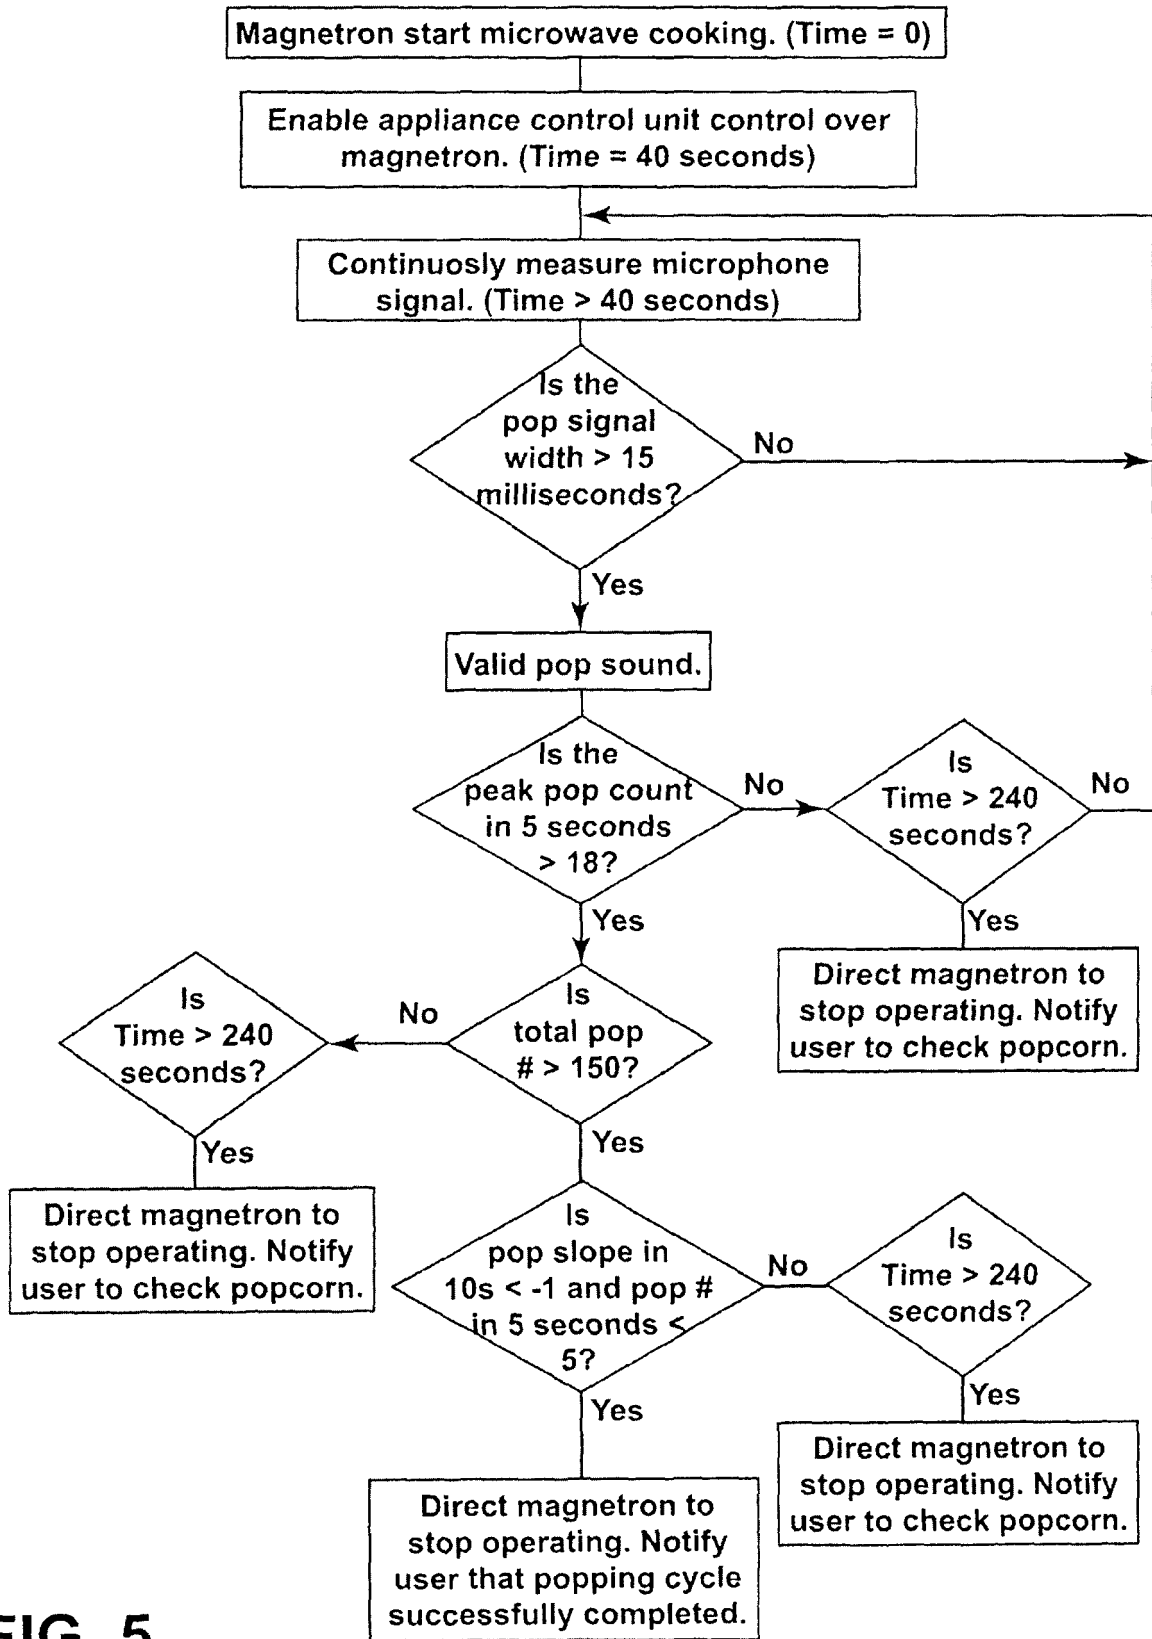 Magnetron start microwave cooking. (Time = 0)
Enable appliance control unit control over
magnetron. (Time = 40 seconds)
Continuosly measure microphone
signal. (Time > 40 seconds)
Is the
pop signal
width > 15
milliseconds?
No
Yes
Valid pop sound.
Is the
peak pop count
in 5 seconds
> 18?
No
Is
Time > 240
seconds?
No
Yes
Yes
Direct magnetron to
stop operating. Notify
user to check popcorn.
Is
total pop
# > 150?
No
Is
Time > 240
seconds?
Yes
Direct magnetron to
stop operating. Notify
user to check popcorn.
Yes
Is
pop slope in
10s < -1 and pop #
in 5 seconds <
5?
No
Is
Time > 240
seconds?
Yes
Direct magnetron to
stop operating. Notify
user to check popcorn.
Yes
Direct magnetron to
stop operating. Notify
user that popping cycle
successfully completed.
FIG. 5